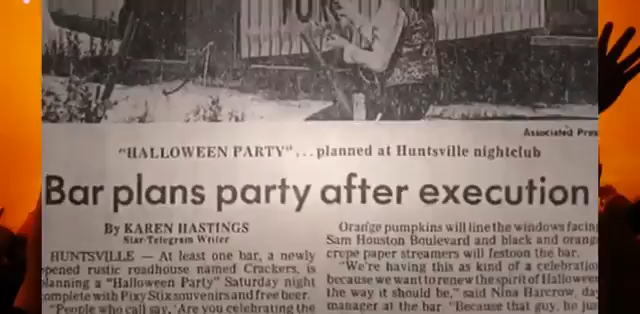 FOR
Associated Pres
"HALLOWEEN PARTY"...planned at Huntsville nightclub
Bar plans party after execution
By KAREN HASTINGS
Star-Telegram Writer
HUNTSVILLE — At least one bar, a newly
opened rustic roadhouse named Crackers, is
planning a "Halloween Party" Saturday night
complete with Pixy Stix souvenirs and free beer.
"People who call say, 'Are you celebrating the
Orange pumpkins will line the windows facing
Sam Houston Boulevard and black and orange
crepe paper streamers will festoon the bar.
"We're having this as kind of a celebratio
because we want to renew the spirit of Hallowee
the way it should be," said Nina Harcrow, day
manager at the bar. "Because that guy, he jus